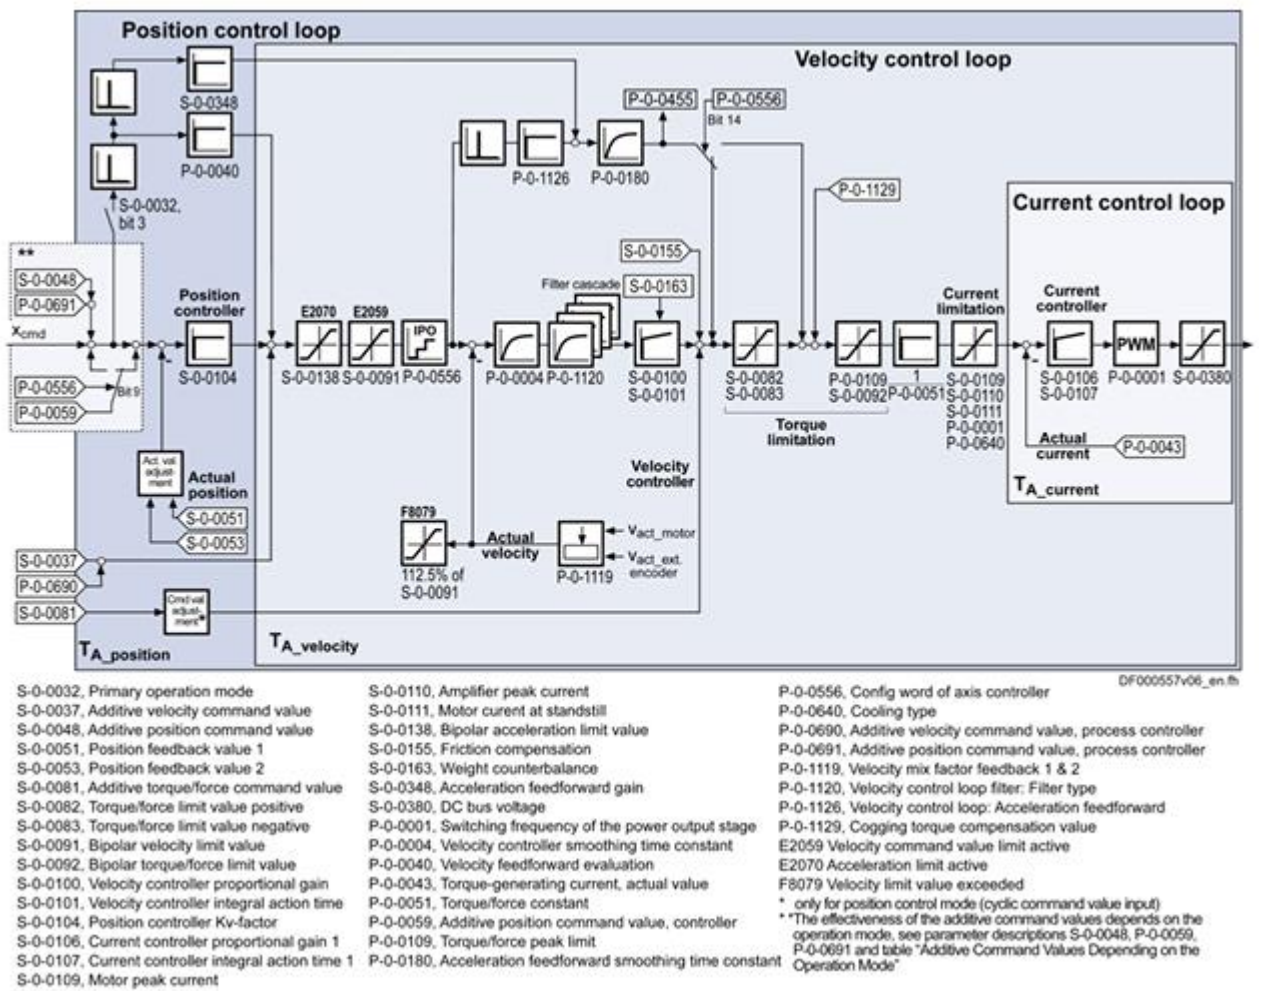 Position control loop
Velocity control loop
S-0-0348
P-0-0455
P-0-0556
Bit 14
P-0-0040
P-0-1126
P-0-0180
P-0-1129
S-0-0032,
bit 3
Current control loop
**
S-0-0048
P-0-0691
Xcmd
P-0-0556
Bit 9
P-0-0059
Position
controller
S-0-0104
E2070
E2059
IPO
S-0-0138
S-0-0091
P-0-0556
S-0-0155
Filter cascade
S-0-0163
P-0-0004
P-0-1120
S-0-0100
S-0-0101
S-0-0082
S-0-0083
P-0-0109
S-0-0092
Torque
limitation
1
P-0-0051
Current
limitation
S-0-0109
S-0-0110
S-0-0111
P-0-0001
P-0-0640
Current
controller
S-0-0106
S-0-0107
PWM
P-0-0001
S-0-0380
Actual
current
P-0-0043
TA_current
Act. val
adjust-
ment
Actual
position
S-0-0051
S-0-0053
Velocity
controller
F8079
112.5% of
S-0-0091
Actual
velocity
P-0-1119
Vact_motor
Vact_ext.
encoder
S-0-0037
P-0-0690
S-0-0081
Cmd val
adjust-
ment*
TA_position
TA_velocity
DF000557v06_en.fh
S-0-0032, Primary operation mode
S-0-0037, Additive velocity command value
S-0-0048, Additive position command value
S-0-0051, Position feedback value 1
S-0-0053, Position feedback value 2
S-0-0081, Additive torque/force command value
S-0-0082, Torque/force limit value positive
S-0-0083, Torque/force limit value negative
S-0-0091, Bipolar velocity limit value
S-0-0092, Bipolar torque/force limit value
S-0-0100, Velocity controller proportional gain
S-0-0101, Velocity controller integral action time
S-0-0104, Position controller Kv-factor
S-0-0106, Current controller proportional gain 1
S-0-0107, Current controller integral action time 1
S-0-0109, Motor peak current
S-0-0110, Amplifier peak current
S-0-0111, Motor curent at standstill
S-0-0138, Bipolar acceleration limit value
S-0-0155, Friction compensation
S-0-0163, Weight counterbalance
S-0-0348, Acceleration feedforward gain
S-0-0380, DC bus voltage
P-0-0001, Switching frequency of the power output stage
P-0-0004, Velocity controller smoothing time constant
P-0-0040, Velocity feedforward evaluation
P-0-0043, Torque-generating current, actual value
P-0-0051, Torque/force constant
P-0-0059, Additive position command value, controller
P-0-0109, Torque/force peak limit
P-0-0180, Acceleration feedforward smoothing time constant
P-0-0556, Config word of axis controller
P-0-0640, Cooling type
P-0-0690, Additive velocity command value, process controller
P-0-0691, Additive position command value, process controller
P-0-1119, Velocity mix factor feedback 1 & 2
P-0-1120, Velocity control loop filter: Filter type
P-0-1126, Velocity control loop: Acceleration feedforward
P-0-1129, Cogging torque compensation value
E2059 Velocity command value limit active
E2070 Acceleration limit active
F8079 Velocity limit value exceeded
* only for position control mode (cyclic command value input)
* *The effectiveness of the additive command values depends on the
operation mode, see parameter descriptions S-0-0048, P-0-0059,
P-0-0691 and table "Additive Command Values Depending on the
Operation Mode"